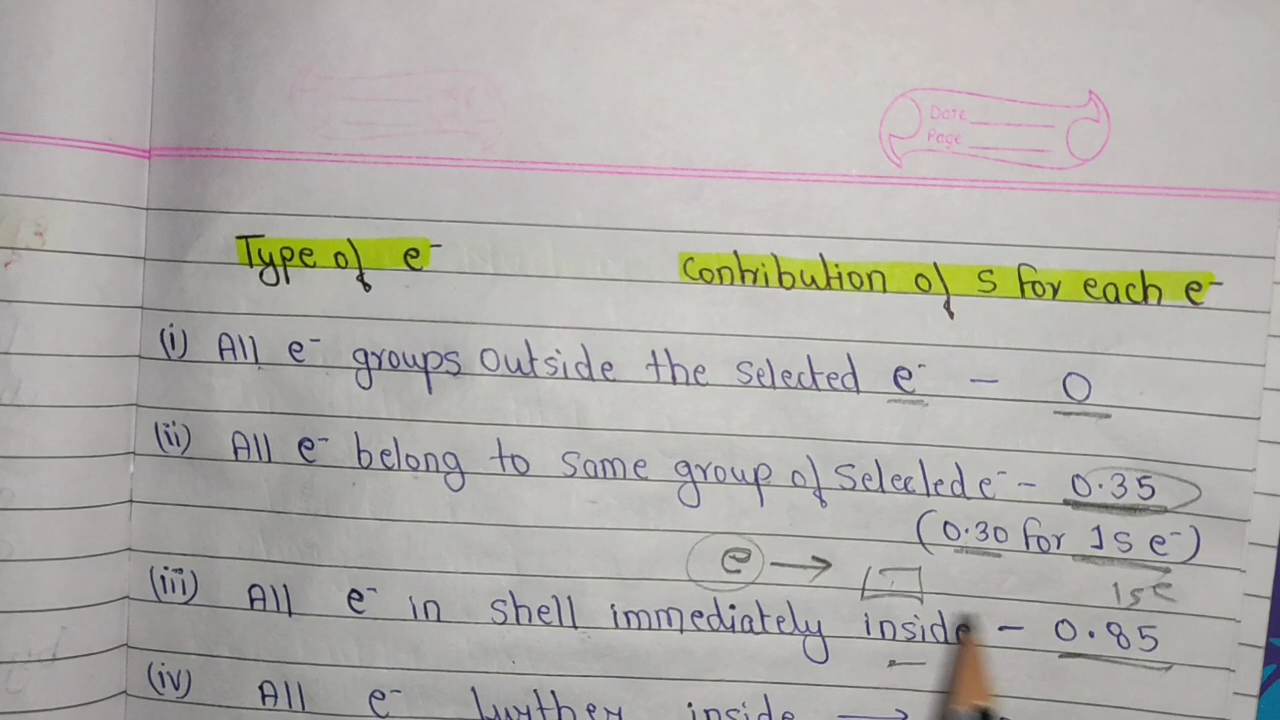 Date
Page
Type of e⁻ Contribution of S for each e⁻
(i) All e⁻ groups outside the selected e⁻ - 0
(ii) All e⁻ belong to same group of Selected e⁻ - 0.35
(0.30 for 1s e⁻)
e →
1s e
(iii) All e⁻ in shell immediately inside - 0.85
(iv) All e⁻ further inside →